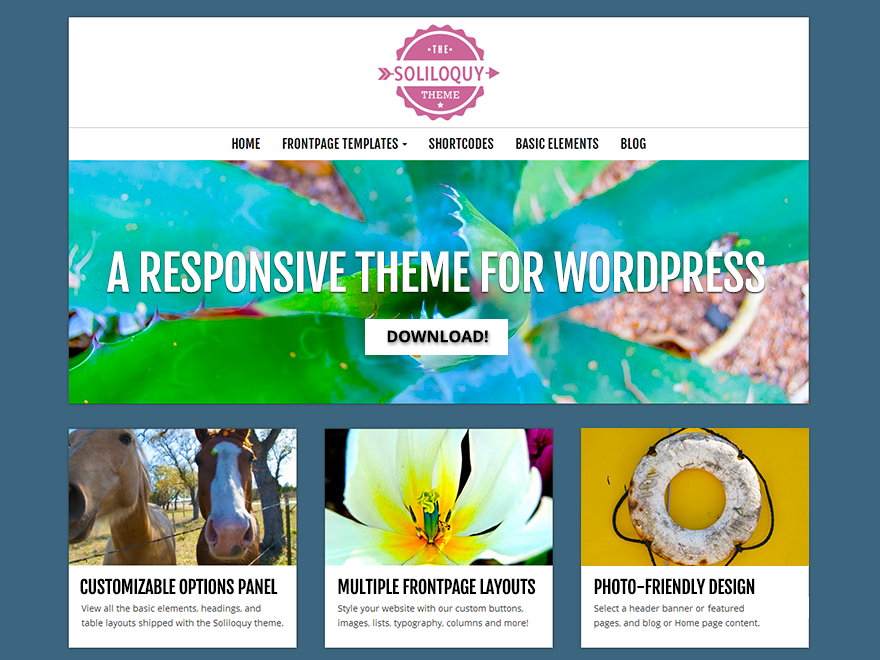 ·THE·
SOLILOQUY
THEME
HOME FRONTPAGE TEMPLATES SHORTCODES BASIC ELEMENTS BLOG
A RESPONSIVE THEME FOR WORDPRESS
DOWNLOAD!
CUSTOMIZABLE OPTIONS PANEL
View all the basic elements, headings, and
table layouts shipped with the Soliloquy theme.
MULTIPLE FRONTPAGE LAYOUTS
Style your website with our custom buttons,
images, lists, typography, columns and more!
PHOTO-FRIENDLY DESIGN
Select a header banner or featured
pages, and blog or Home page content.